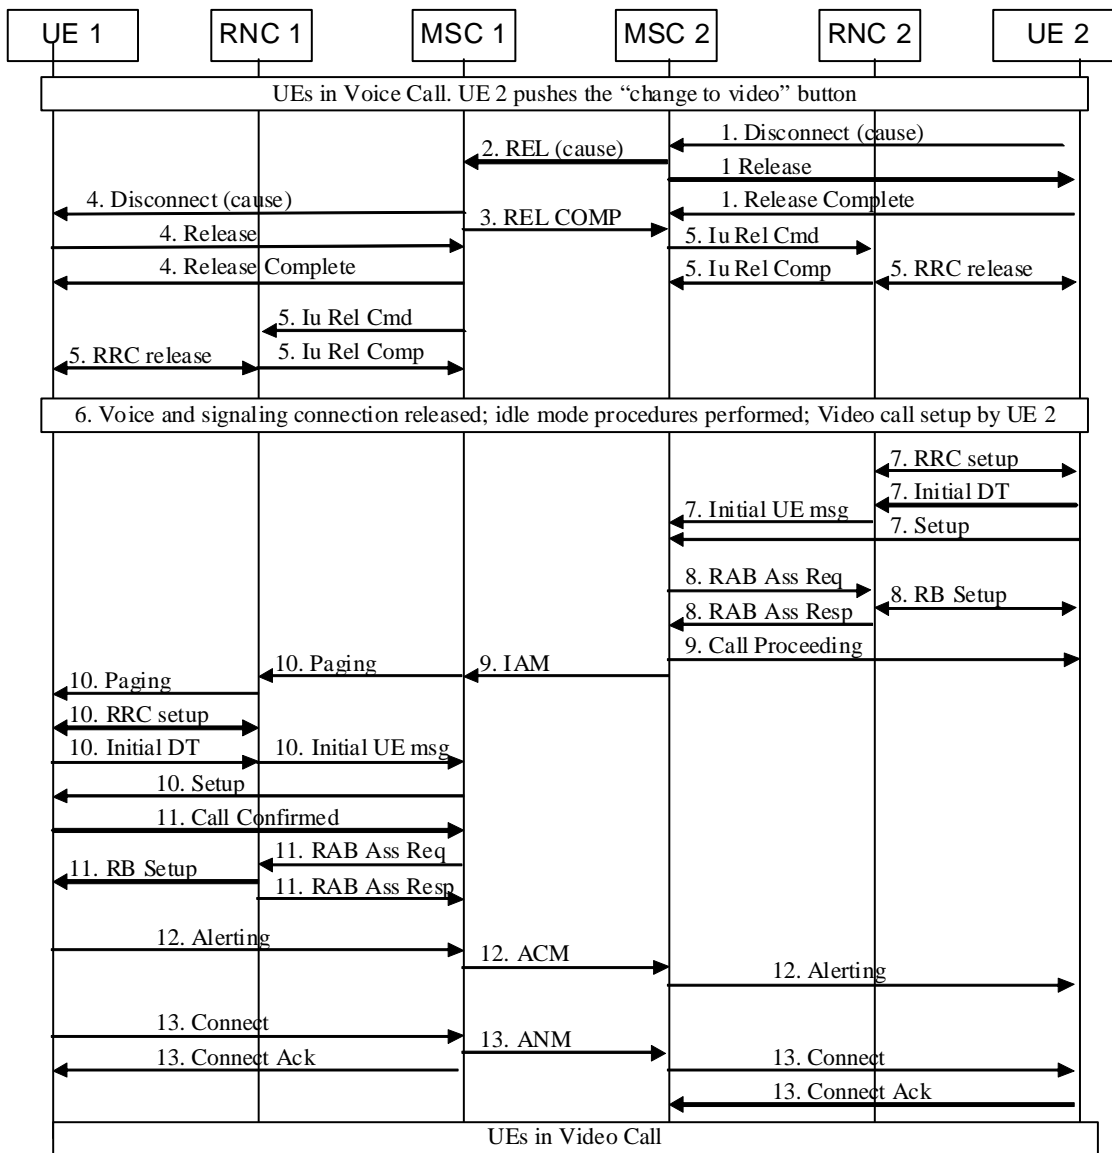 UE 1 RNC 1 MSC 1 MSC 2 RNC 2 UE 2
UEs in Voice Call. UE 2 pushes the “change to video” button
1. Disconnect (cause)
2. REL (cause)
1 Release
4. Disconnect (cause)
1. Release Complete
3. REL COMP
4. Release
5. Iu Rel Cmd
4. Release Complete
5. Iu Rel Comp
5. RRC release
5. Iu Rel Cmd
5. RRC release
5. Iu Rel Comp
6. Voice and signaling connection released; idle mode procedures performed; Video call setup by UE 2
7. RRC setup
7. Initial DT
7. Initial UE msg
7. Setup
8. RAB Ass Req
8. RB Setup
8. RAB Ass Resp
9. Call Proceeding
10. Paging
9. IAM
10. Paging
10. RRC setup
10. Initial DT
10. Initial UE msg
10. Setup
11. Call Confirmed
11. RAB Ass Req
11. RB Setup
11. RAB Ass Resp
12. Alerting
12. ACM
12. Alerting
13. Connect
13. ANM
13. Connect Ack
13. Connect
13. Connect Ack
UEs in Video Call